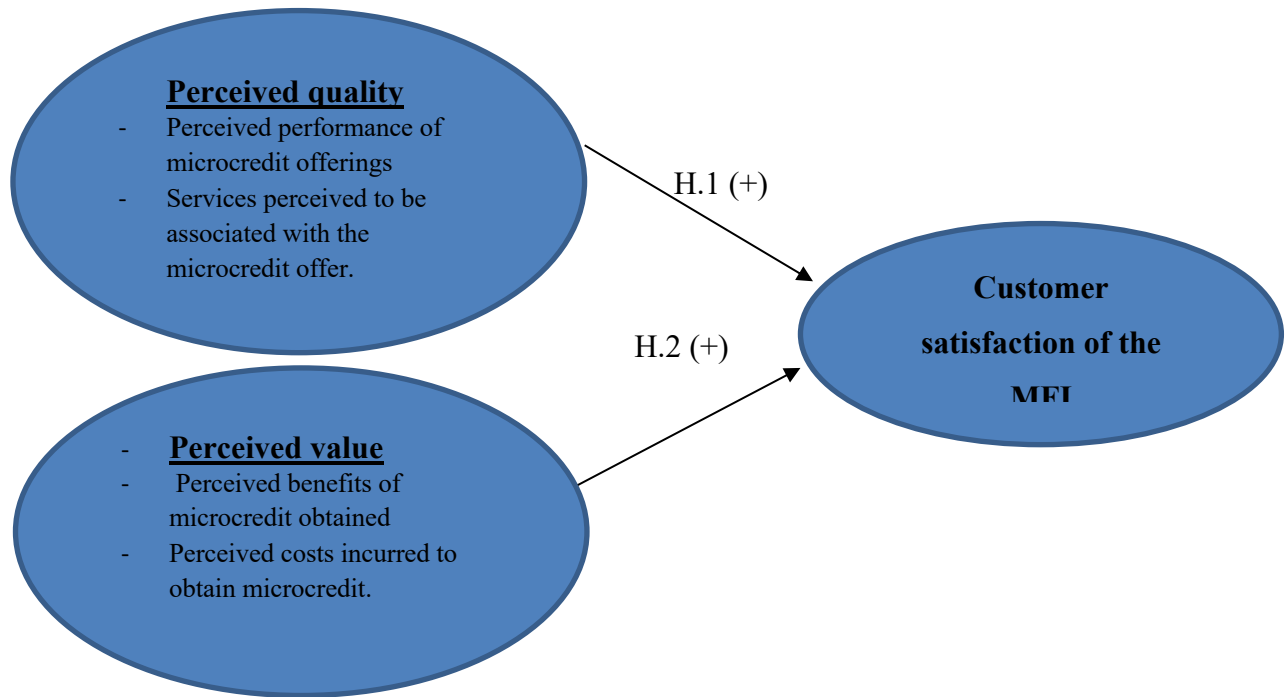 Perceived quality
- Perceived performance of
microcredit offerings
- Services perceived to be
associated with the
microcredit offer.
H.1 (+)
Customer
satisfaction of the
MFI
H.2 (+)
- Perceived value
- Perceived benefits of
microcredit obtained
- Perceived costs incurred to
obtain microcredit.